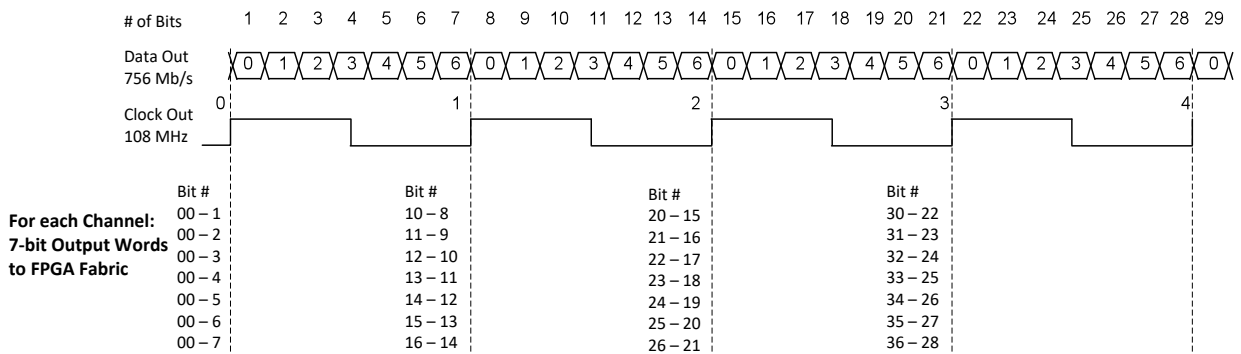 # of Bits 1 2 3 4 5 6 7 8 9 10 11 12 13 14 15 16 17 18 19 20 21 22 23 24 25 26 27 28 29
Data Out
756 Mb/s
0 1 2 3 4 5 6 0 1 2 3 4 5 6 0 1 2 3 4 5 6 0 1 2 3 4 5 6 0
0 1 2 3 4
Clock Out
108 MHz
For each Channel:
7-bit Output Words
to FPGA Fabric
Bit #
00 – 1
00 – 2
00 – 3
00 – 4
00 – 5
00 – 6
00 – 7
Bit #
10 – 8
11 – 9
12 – 10
13 – 11
14 – 12
15 – 13
16 – 14
Bit #
20 – 15
21 – 16
22 – 17
23 – 18
24 – 19
25 – 20
26 – 21
Bit #
30 – 22
31 – 23
32 – 24
33 – 25
34 – 26
35 – 27
36 – 28